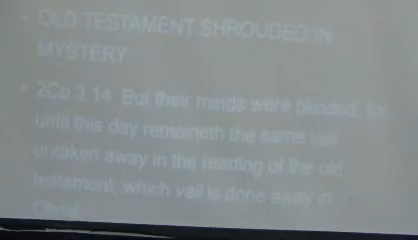 • OLD TESTAMENT SHROUDED IN
MYSTERY
• 2Co 3:14 But their minds were blinded: for
until this day remaineth the same vail
untaken away in the reading of the old
testament; which vail is done away in
Christ